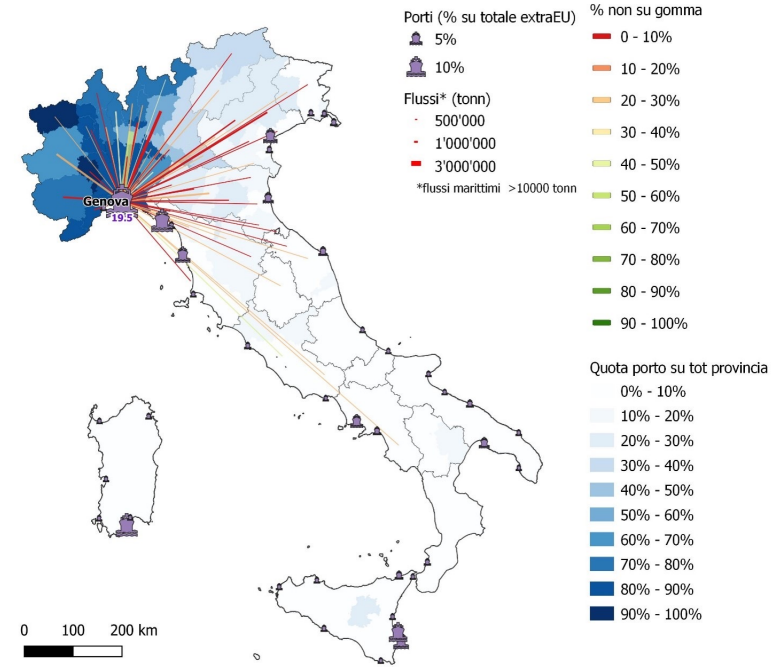 Porti (% su totale extraEU)
5%
10%
Flussi* (tonn)
500'000
1'000'000
3'000'000
*flussi marittimi >10000 tonn
% non su gomma
0 - 10%
10 - 20%
20 - 30%
30 - 40%
40 - 50%
50 - 60%
60 - 70%
70 - 80%
80 - 90%
90 - 100%
Quota porto su tot provincia
0% - 10%
10% - 20%
20% - 30%
30% - 40%
40% - 50%
50% - 60%
60% - 70%
70% - 80%
80% - 90%
90% - 100%
Genova
19.5
0 100 200 km